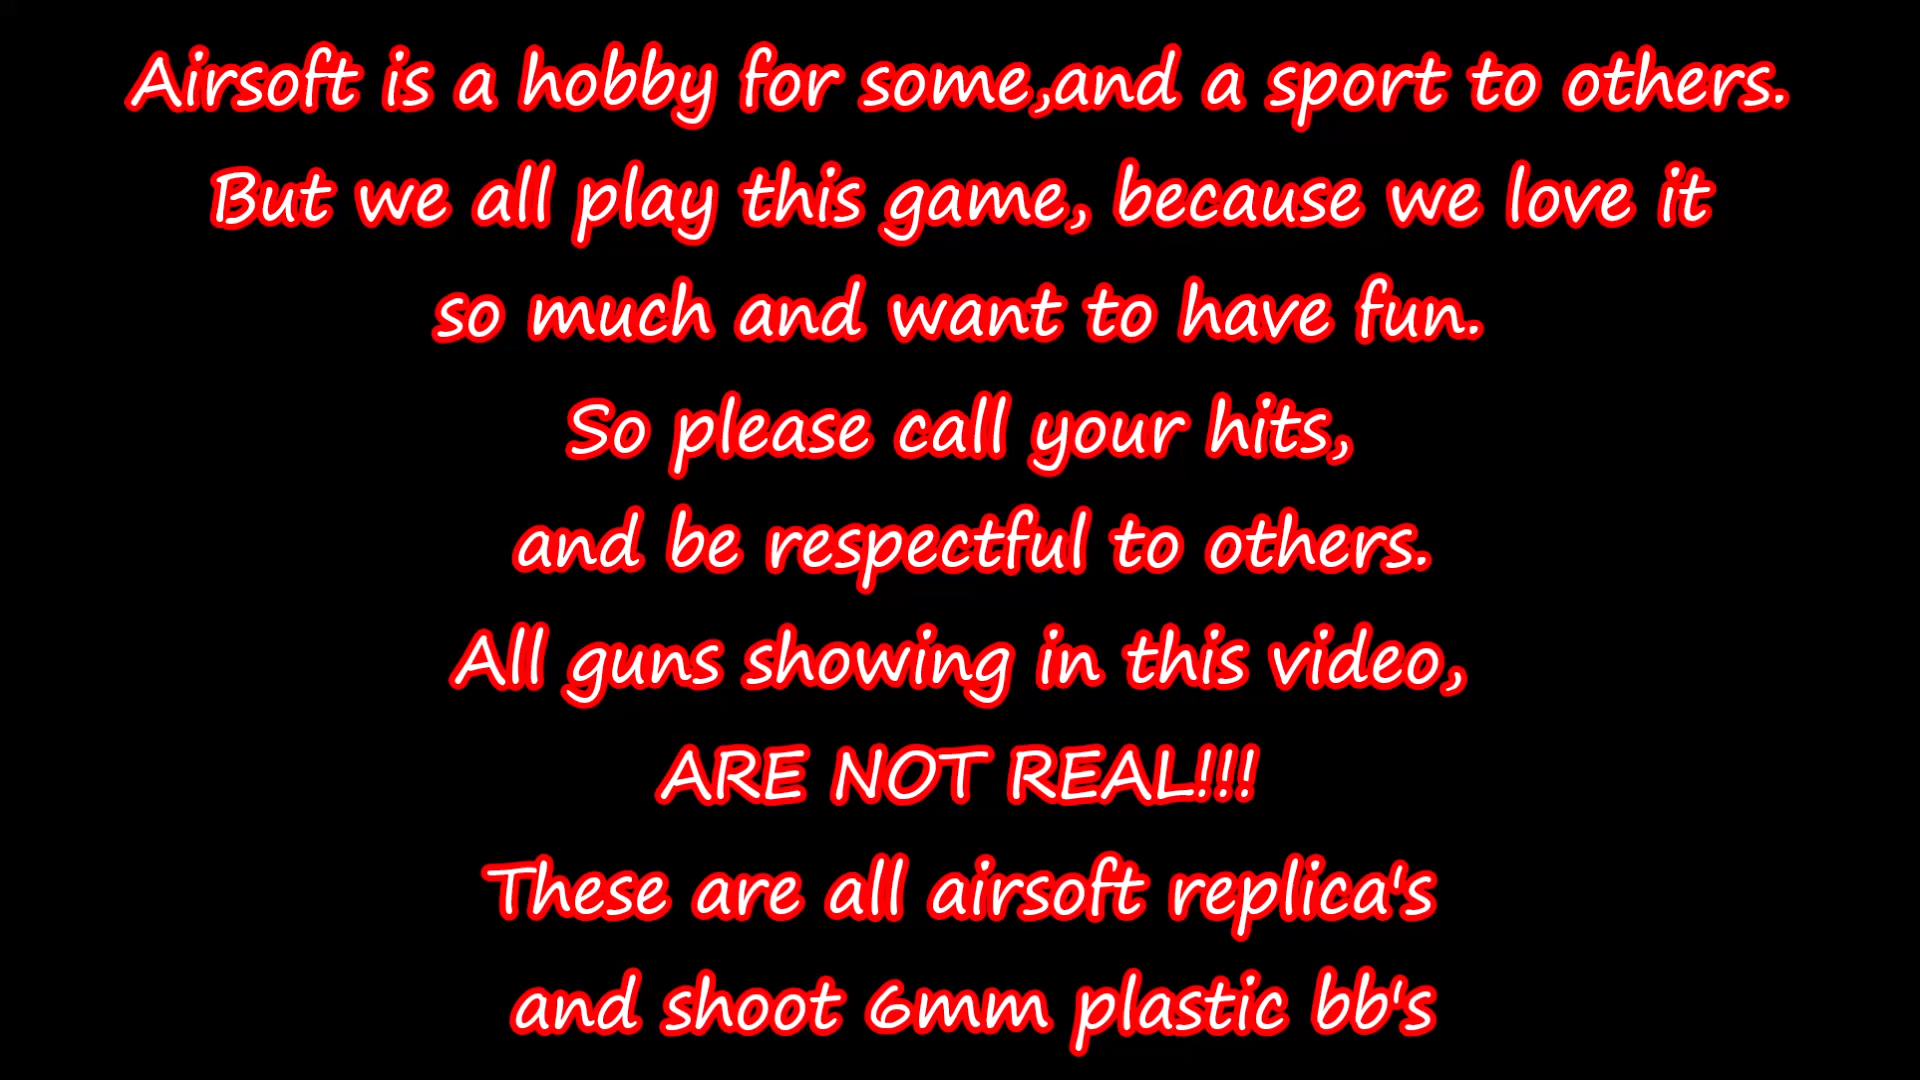 Airsoft is a hobby for some,and a sport to others.
But we all play this game, because we love it
so much and want to have fun.
So please call your hits,
and be respectful to others.
All guns showing in this video,
ARE NOT REAL!!!
These are all airsoft replica's
and shoot 6mm plastic bb's